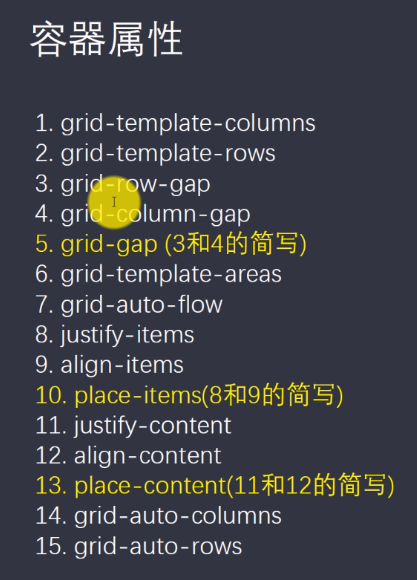 容器属性
1. grid-template-columns
2. grid-template-rows
3. grid-row-gap
4. grid-column-gap
5. grid-gap (3和4的简写)
6. grid-template-areas
7. grid-auto-flow
8. justify-items
9. align-items
10. place-items(8和9的简写)
11. justify-content
12. align-content
13. place-content(11和12的简写)
14. grid-auto-columns
15. grid-auto-rows